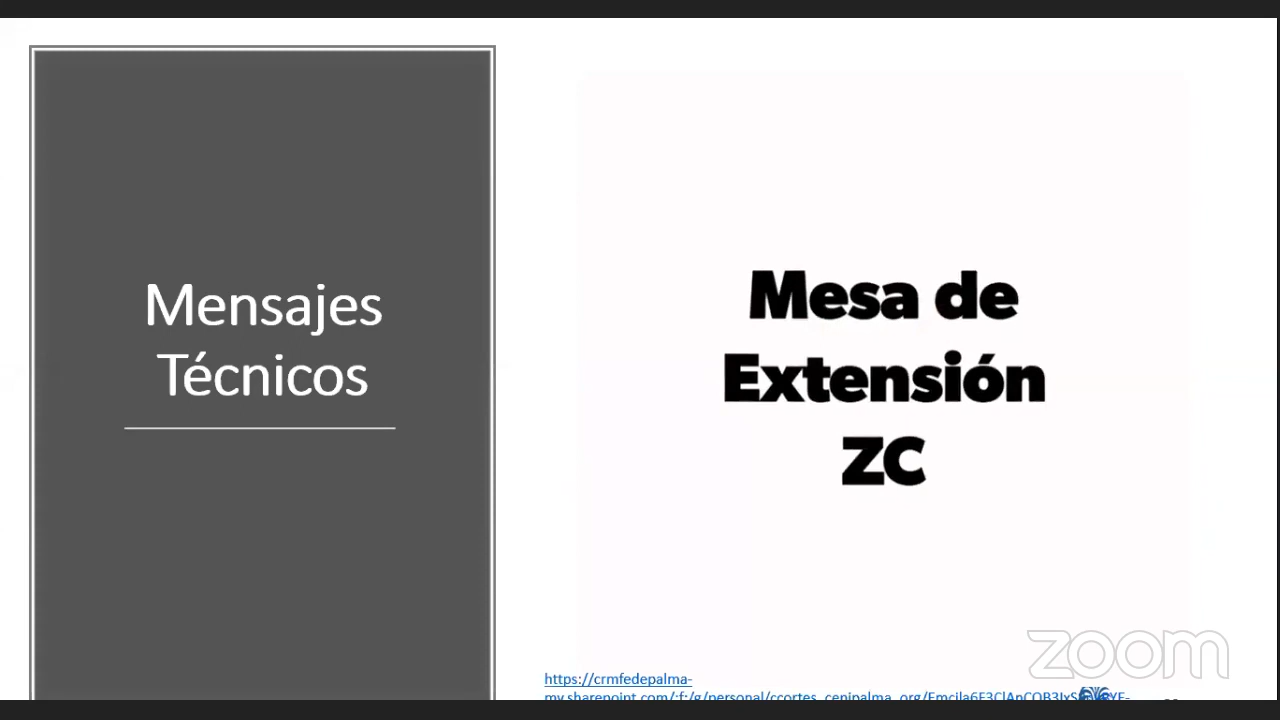 Mensajes
Técnicos
Mesa de
Extensión
ZC
zoom
https://crmfedepalma-